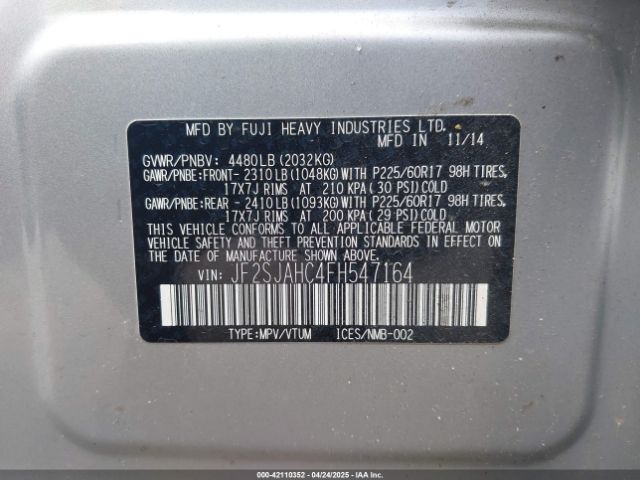 MFD BY FUJI HEAVY INDUSTRIES LTD.
MFD IN 11/14
GVWR/PNBV: 4480LB(2032KG)
GAWR/PNBE:FRONT- 2310LB(1048KG)WITH P225/60R17 98H TIRES,
17X7J RIMS AT 210 KPA(30 PSI)COLD
GAWR/PNBE:REAR - 2410LB(1093KG)WITH P225/60R17 98H TIRES,
17X7J RIMS AT 200 KPA(29 PSI)COLD
THIS VEHICLE CONFORMS TO ALL APPLICABLE FEDERAL MOTOR
VEHICLE SAFETY AND THEFT PREVENTION STANDARDS IN EFFECT ON
THE DATE OF MANUFACTURE SHOWN ABOVE.
VIN: JF2SJAHC4FH547164
TYPE:MPV/VTUM ICES/NMB-002
000-42110352 | 04/24/2025 | IAAI.COM